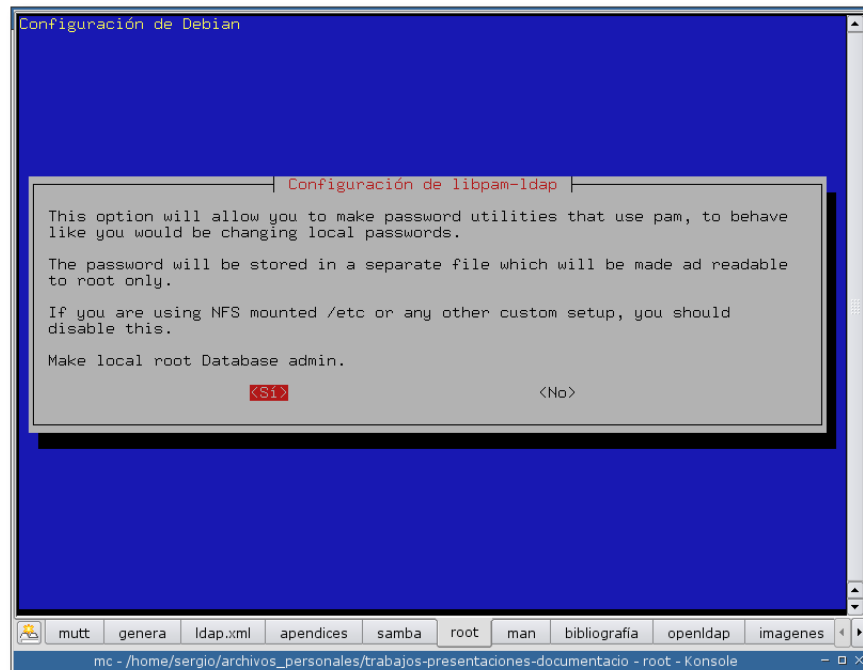 Configuración de Debian
Configuración de libpam-ldap
This option will allow you to make password utilities that use pam, to behave
like you would be changing local passwords.
The password will be stored in a separate file which will be made ad readable
to root only.
If you are using NFS mounted /etc or any other custom setup, you should
disable this.
Make local root Database admin.
<Sí> <No>
mutt genera ldap.xml apendices samba root man bibliografía openldap imagenes
mc - /home/sergio/archivos_personales/trabajos-presentaciones-documentacio - root - Konsole